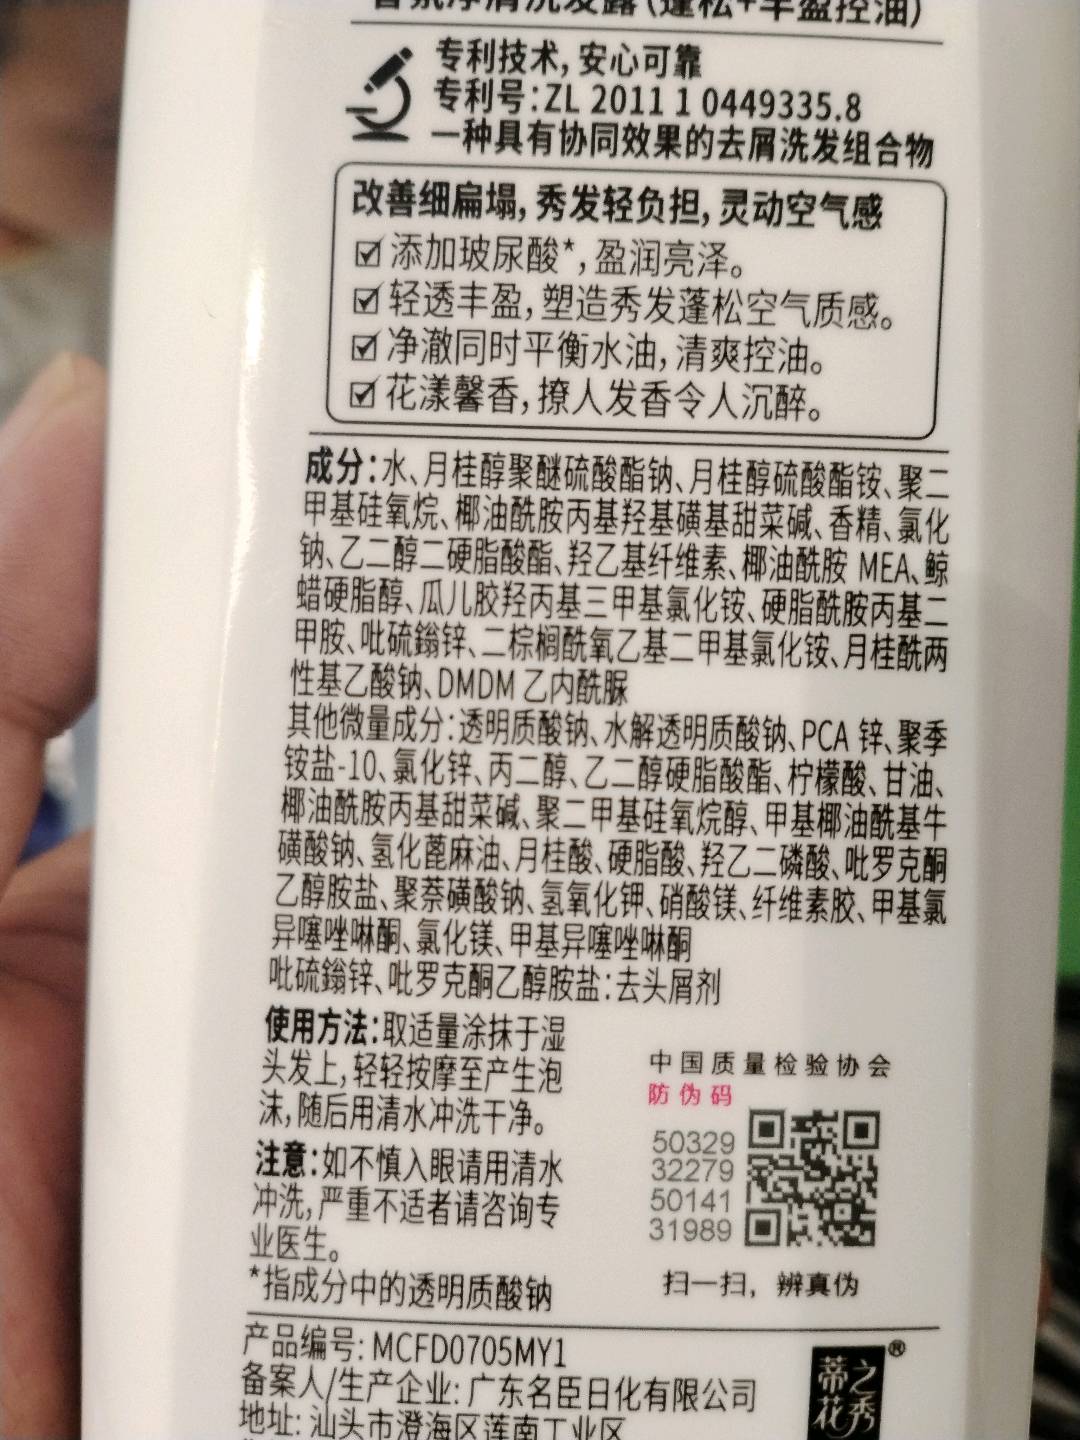 洗发露(蓬松+丰盈控油)
专利技术,安心可靠
专利号:ZL 2011 1 0449335.8
一种具有协同效果的去屑洗发组合物
改善细扁塌,秀发轻负担,灵动空气感
☑添加玻尿酸*,盈润亮泽。
☑轻透丰盈,塑造秀发蓬松空气质感。
☑净澈同时平衡水油,清爽控油。
☑花漾馨香,撩人发香令人沉醉。
成分:水、月桂醇聚醚硫酸酯钠、月桂醇硫酸酯铵、聚二
甲基硅氧烷、椰油酰胺丙基羟基磺基甜菜碱、香精、氯化
钠、乙二醇二硬脂酸酯、羟乙基纤维素、椰油酰胺 MEA、鲸
蜡硬脂醇、瓜儿胶羟丙基三甲基氯化铵、硬脂酰胺丙基二
甲胺、吡硫鎓锌、二棕榈酰氧乙基二甲基氯化铵、月桂酰两
性基乙酸钠、DMDM 乙内酰脲
其他微量成分:透明质酸钠、水解透明质酸钠、PCA 锌、聚季
铵盐-10、氯化锌、丙二醇、乙二醇硬脂酸酯、柠檬酸、甘油、
椰油酰胺丙基甜菜碱、聚二甲基硅氧烷醇、甲基椰油酰基牛
磺酸钠、氢化蓖麻油、月桂酸、硬脂酸、羟乙二磷酸、吡罗克酮
乙醇胺盐、聚萘磺酸钠、氢氧化钾、硝酸镁、纤维素胶、甲基氯
异噻唑啉酮、氯化镁、甲基异噻唑啉酮
吡硫鎓锌、吡罗克酮乙醇胺盐:去头屑剂
使用方法:取适量涂抹于湿
头发上,轻轻按摩至产生泡
沫,随后用清水冲洗干净。
注意:如不慎入眼请用清水
冲洗,严重不适者请咨询专
业医生。
*指成分中的透明质酸钠
中国质量检验协会
防伪码
50329
32279
50141
31989
扫一扫,辨真伪
产品编号: MCFD0705MY1
备案人/生产企业: 广东名臣日化有限公司
地址: 汕头市澄海区莲南工业区
蒂花之秀®